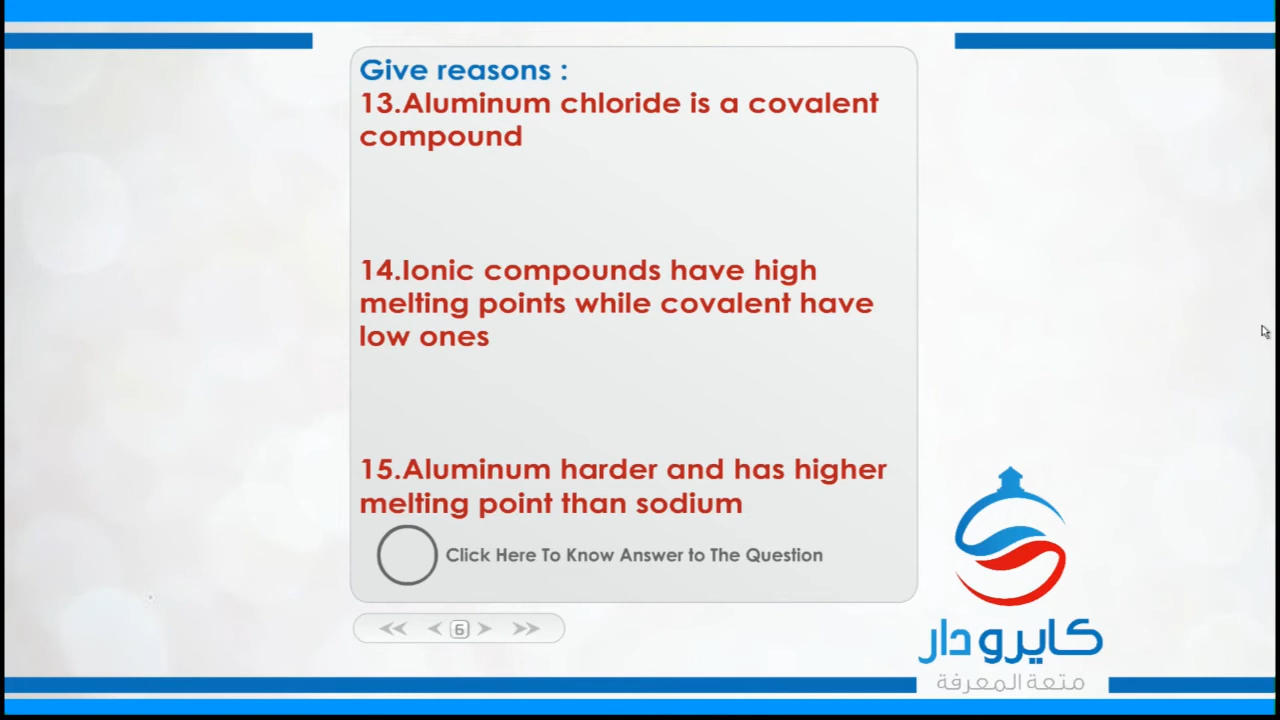 Give reasons :
13.Aluminum chloride is a covalent
compound
14.Ionic compounds have high
melting points while covalent have
low ones
15.Aluminum harder and has higher
melting point than sodium
Click Here To Know Answer to The Question
6
كايرودار
متعة المعرفة